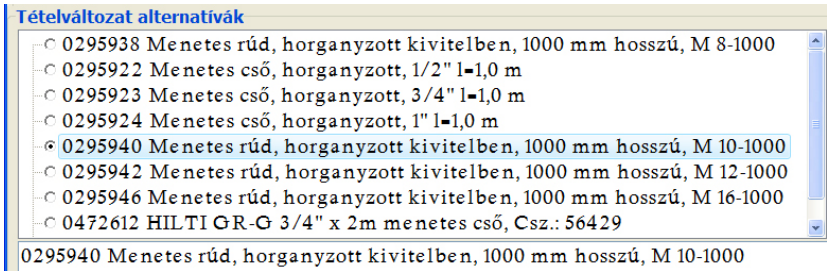 Tételváltozat alternatívák
0295938 Menetes rúd, horganyzott kivitelben, 1000 mm hosszú, M 8-1000
0295922 Menetes cső, horganyzott, 1/2" l=1,0 m
0295923 Menetes cső, horganyzott, 3/4" l=1,0 m
0295924 Menetes cső, horganyzott, 1" l=1,0 m
0295940 Menetes rúd, horganyzott kivitelben, 1000 mm hosszú, M 10-1000
0295942 Menetes rúd, horganyzott kivitelben, 1000 mm hosszú, M 12-1000
0295946 Menetes rúd, horganyzott kivitelben, 1000 mm hosszú, M 16-1000
0472612 HILTI GR-G 3/4" x 2m menetes cső, Csz.: 56429
0295940 Menetes rúd, horganyzott kivitelben, 1000 mm hosszú, M 10-1000